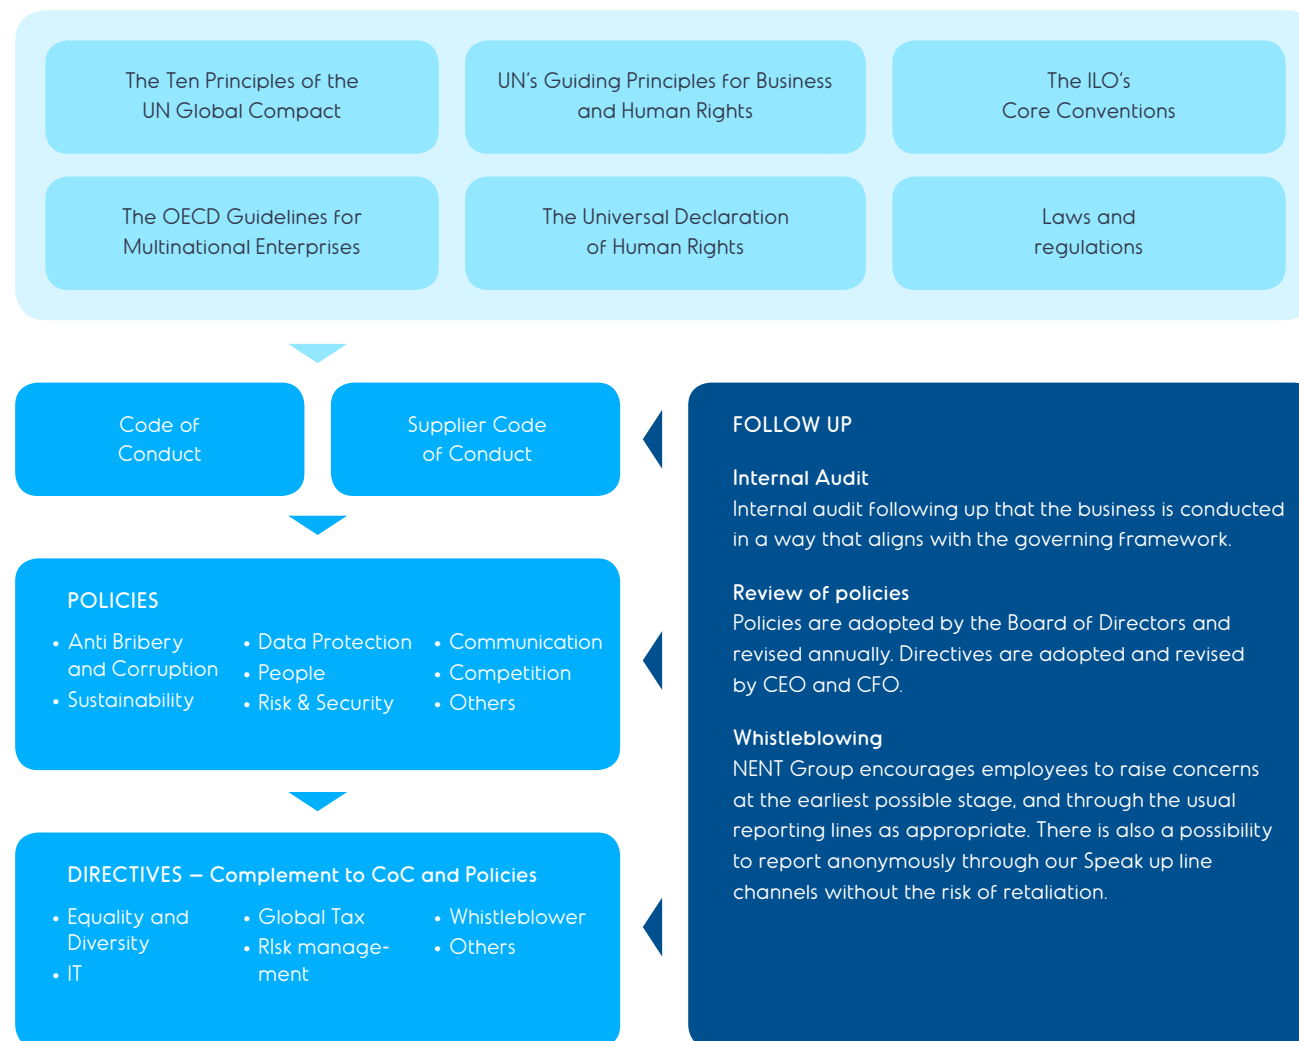 The Ten Principles of the
UN Global Compact
UN's Guiding Principles for Business
and Human Rights
The ILO's
Core Conventions
The OECD Guidelines for
Multinational Enterprises
The Universal Declaration
of Human Rights
Laws and
regulations
Code of
Conduct
Supplier Code
of Conduct
POLICIES
• Anti Bribery
and Corruption
• Sustainability
• Data Protection
• People
• Risk & Security
• Communication
• Competition
• Others
DIRECTIVES – Complement to CoC and Policies
• Equality and
Diversity
• IT
• Global Tax
• RIsk manage-
ment
• Whistleblower
• Others
FOLLOW UP
Internal Audit
Internal audit following up that the business is conducted
in a way that aligns with the governing framework.
Review of policies
Policies are adopted by the Board of Directors and
revised annually. Directives are adopted and revised
by CEO and CFO.
Whistleblowing
NENT Group encourages employees to raise concerns
at the earliest possible stage, and through the usual
reporting lines as appropriate. There is also a possibility
to report anonymously through our Speak up line
channels without the risk of retaliation.